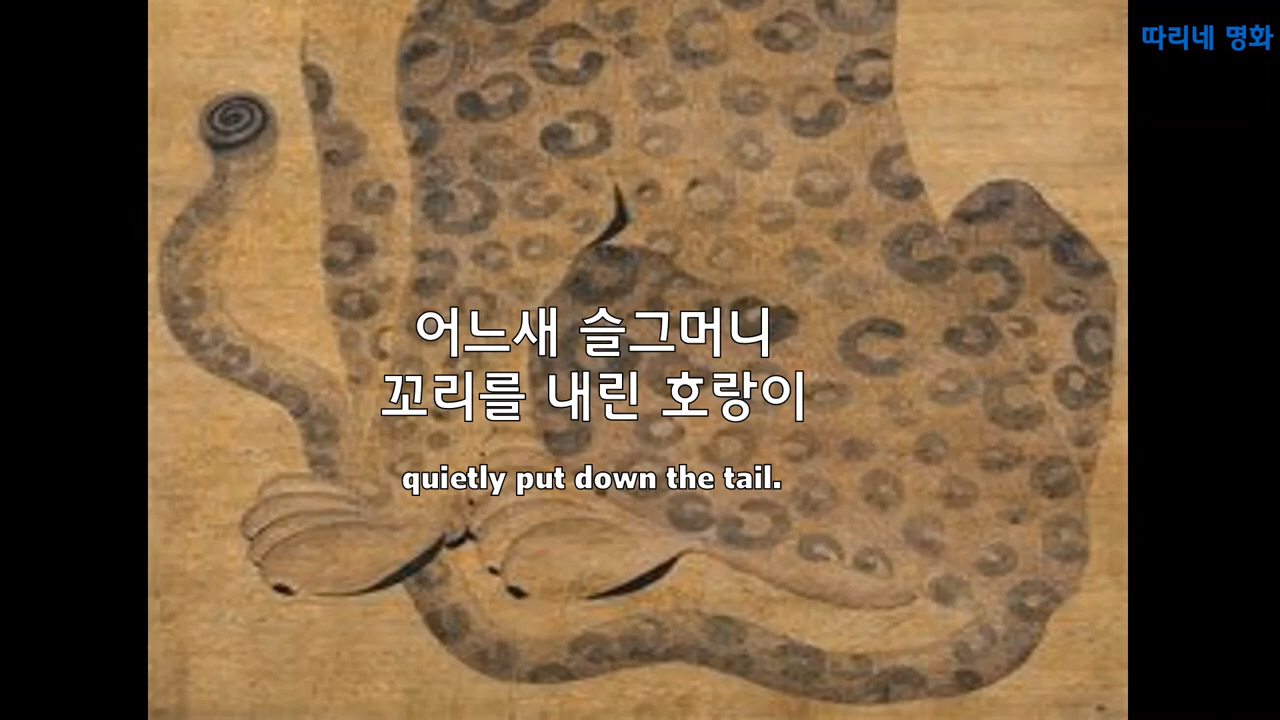 따리네 명화
어느새 슬그머니
꼬리를 내린 호랑이
quietly put down the tail.